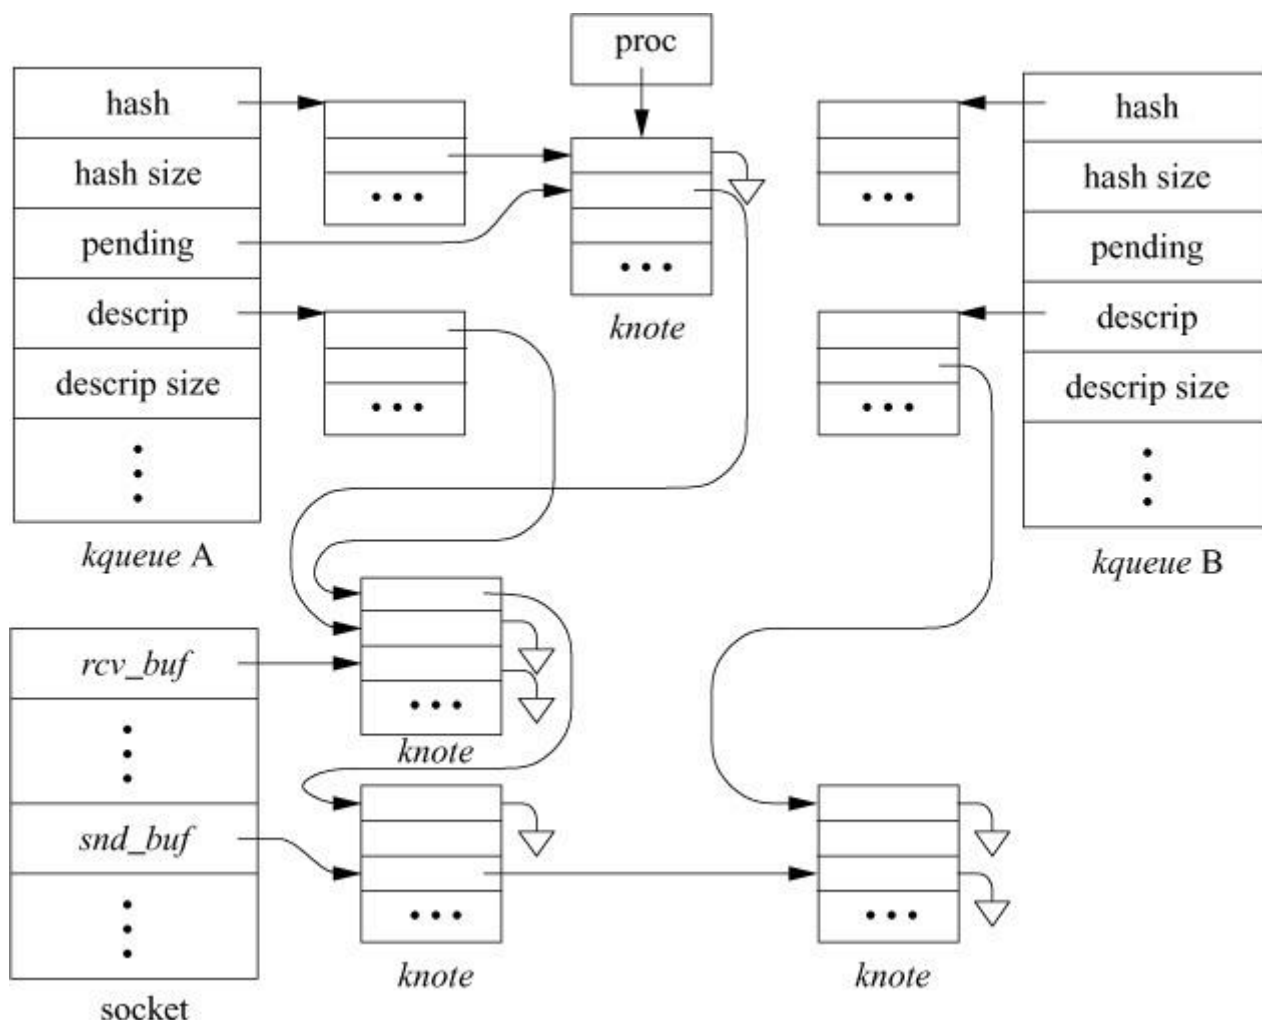 proc
hash
hash size
pending
descrip
descrip size
kqueue A
knote
hash
hash size
pending
descrip
descrip size
kqueue B
rcv_buf
snd_buf
socket
knote
knote
knote